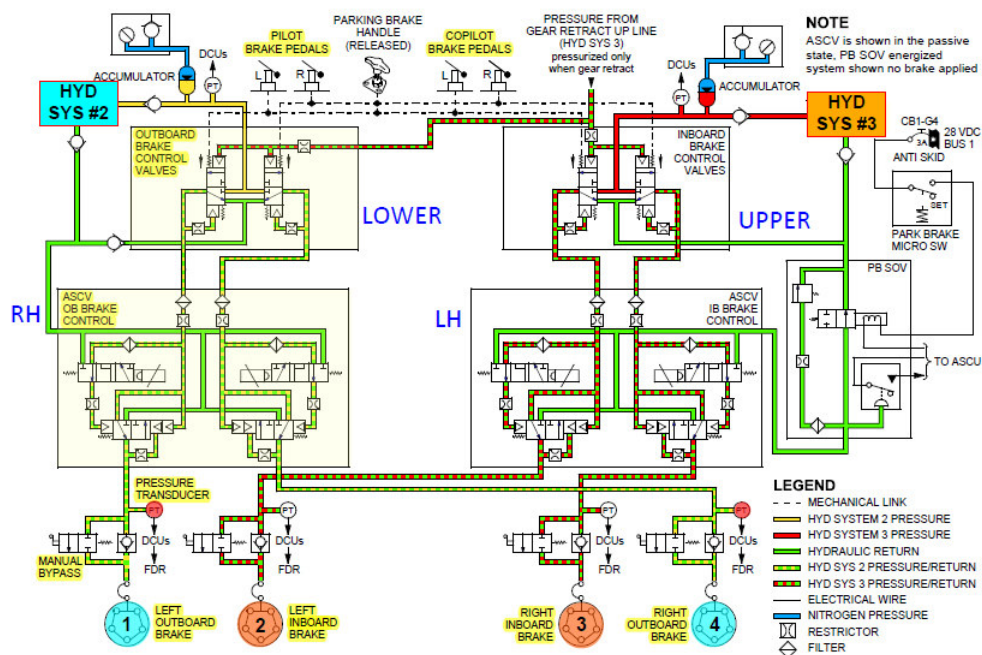 PILOT
BRAKE PEDALS
L
R
PARKING BRAKE
HANDLE
(RELEASED)
COPILOT
BRAKE PEDALS
L
R
PRESSURE FROM
GEAR RETRACT UP LINE
(HYD SYS 3)
pressurized only
when gear retract
NOTE
ASCV is shown in the passive
state, PB SOV energized
system shown no brake applied
DCUs
PT
ACCUMULATOR
HYD
SYS #2
DCUs
PT
ACCUMULATOR
HYD
SYS #3
CB1-G4
3A
28 VDC
BUS 1
ANTI SKID
SET
PARK BRAKE
MICRO SW
OUTBOARD
BRAKE
CONTROL
VALVES
LOWER
INBOARD
BRAKE
CONTROL
VALVES
UPPER
PB SOV
TO ASCU
RH
ASCV
OB BRAKE
CONTROL
LH
ASCV
IB BRAKE
CONTROL
PRESSURE
TRANSDUCER
PT
DCUs
FDR
PT
DCUs
FDR
PT
DCUs
FDR
PT
DCUs
FDR
MANUAL
BYPASS
1
LEFT
OUTBOARD
BRAKE
2
LEFT
INBOARD
BRAKE
RIGHT
INBOARD
BRAKE
3
RIGHT
OUTBOARD
BRAKE
4
LEGEND
MECHANICAL LINK
HYD SYSTEM 2 PRESSURE
HYD SYSTEM 3 PRESSURE
HYDRAULIC RETURN
HYD SYS 2 PRESSURE/RETURN
HYD SYS 3 PRESSURE/RETURN
ELECTRICAL WIRE
NITROGEN PRESSURE
RESTRICTOR
FILTER